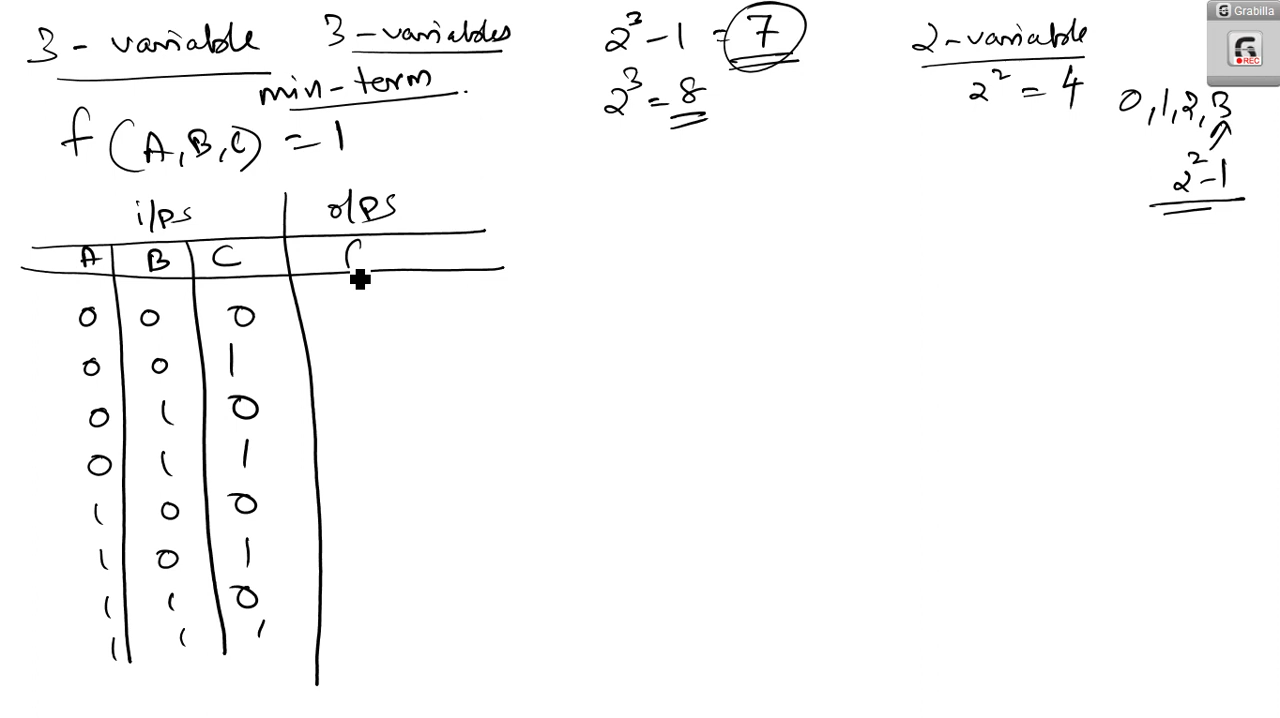 3 - variable
3 - variables
min - term.
f (A, B, C) = 1
2³ - 1 = 7
2³ = 8
2 - variable
2² = 4
0, 1, 2, 3
2² - 1
Grabilla
REC
i/ps o/ps
A B C
0 0 0
0 0 1
0 1 0
0 1 1
1 0 0
1 0 1
1 1 0
1 1 1